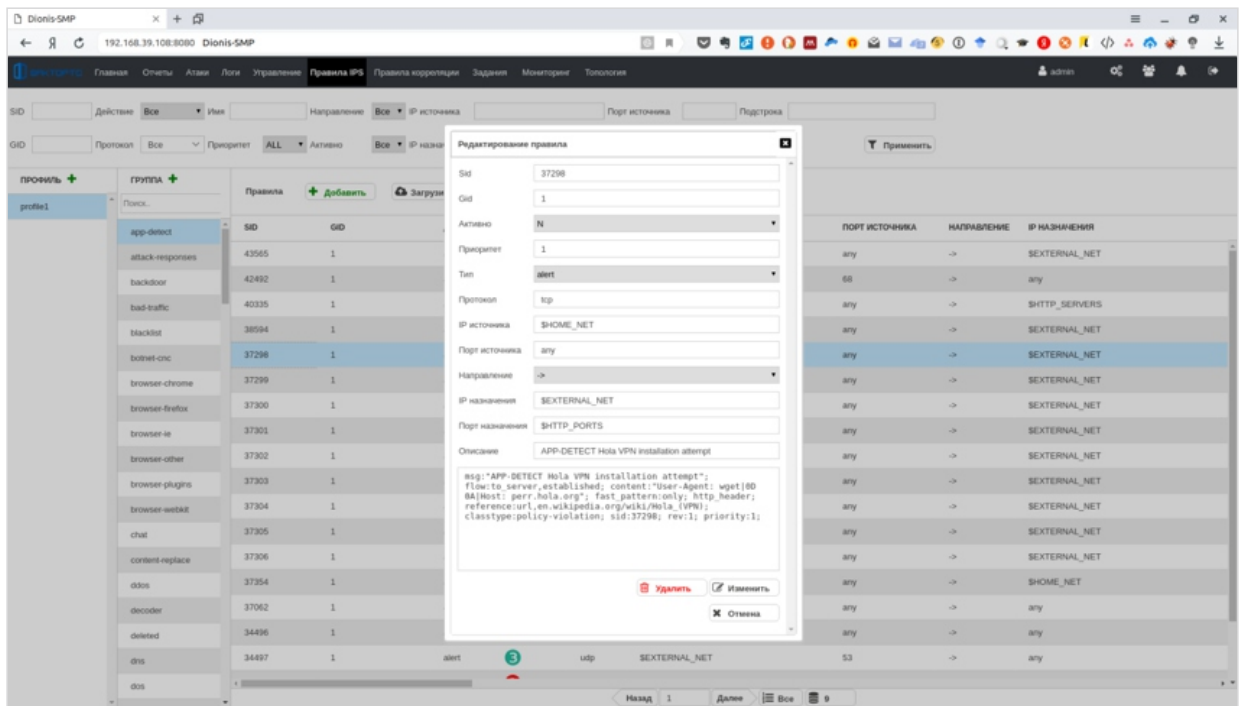 Dionis-SMP
192.168.39.108:8080 Dionis-SMP
Главная Отчеты Атаки Логи Управление Правила IPS Правила корреляции Задания Мониторинг Топология admin
SID Действие Все Имя Направление Все IP источника Порт источника Подстрока
GID Протокол Все Приоритет ALL Активно Все IP Применить
ПРОФИЛЬ
profile1
ГРУППА
Поиск..
app-detect
attack-responses
backdoor
bad-traffic
blacklist
botnet-cnc
browser-chrome
browser-firefox
browser-ie
browser-other
browser-plugins
browser-webkit
chat
content-replace
ddos
decoder
deleted
dns
dos
Правила Добавить
SID GID ПОРТ ИСТОЧНИКА НАПРАВЛЕНИЕ IP НАЗНАЧЕНИЯ
43565 1 any -> $EXTERNAL_NET
42492 1 68 -> any
40335 1 any -> $HTTP_SERVERS
38594 1 any -> $EXTERNAL_NET
37298 1 any -> $EXTERNAL_NET
37299 1 any -> $EXTERNAL_NET
37300 1 any -> $EXTERNAL_NET
37301 1 any -> $EXTERNAL_NET
37302 1 any -> $EXTERNAL_NET
37303 1 any -> $EXTERNAL_NET
37304 1 any -> $EXTERNAL_NET
37305 1 any -> $EXTERNAL_NET
37306 1 any -> $EXTERNAL_NET
37354 1 any -> $HOME_NET
37062 1 any -> any
34496 1 any -> any
34497 1 alert 3 udp $EXTERNAL_NET 53 -> any
Редактирование правила
Sid 37298
Gid 1
Активно N
Приоритет 1
Тип alert
Протокол tcp
IP источника $HOME_NET
Порт источника any
Направление ->
IP назначения $EXTERNAL_NET
Порт назначения $HTTP_PORTS
Описание APP-DETECT Hola VPN installation attempt
msg:"APP-DETECT Hola VPN installation attempt";
flow:to_server,established; content:"User-Agent: wget|0D
0A|Host: perr.hola.org"; fast_pattern:only; http_header;
reference:url,en.wikipedia.org/wiki/Hola_(VPN);
classtype:policy-violation; sid:37298; rev:1; priority:1;
Удалить Изменить
Отмена
Назад 1 Далее Все 9